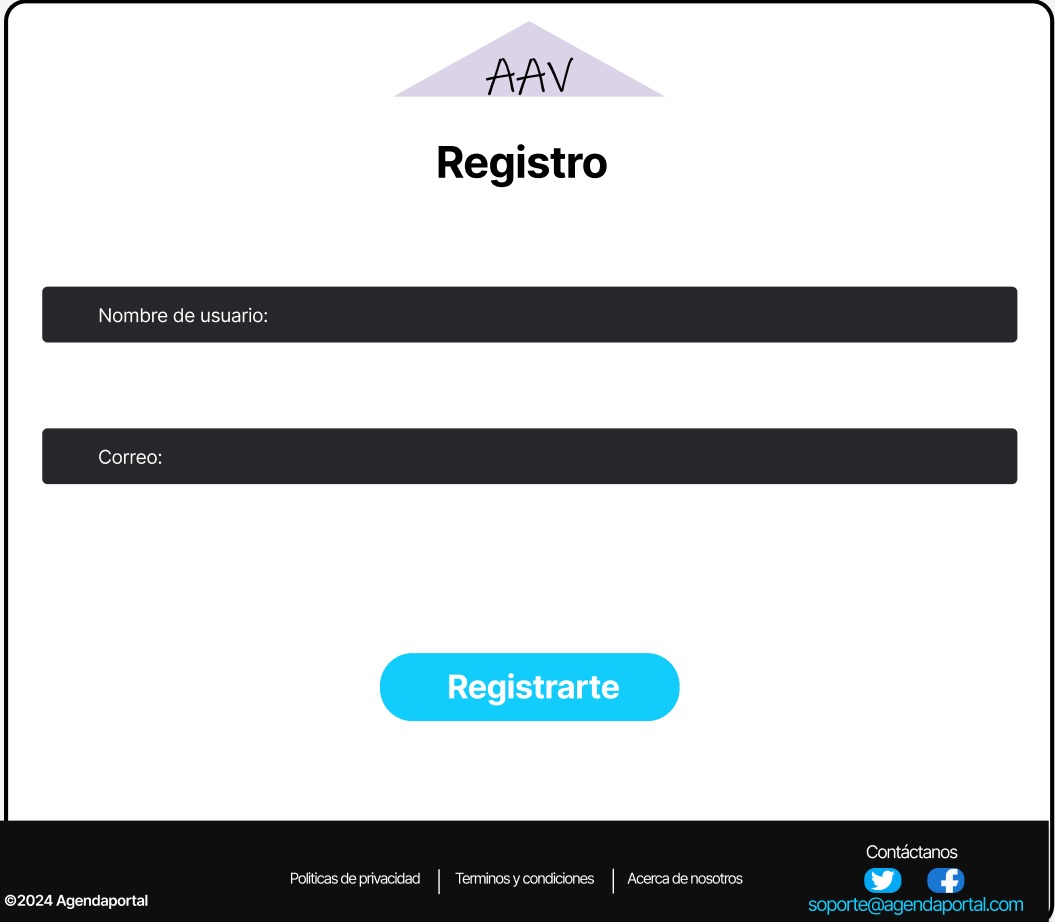 AAV
Registro
Nombre de usuario:
Correo:
Registrarte
Contáctanos
Politicas de privacidad
Terminos y condiciones
Acerca de nosotros
©2024 Agendaportal
soporte@agendaportal.com